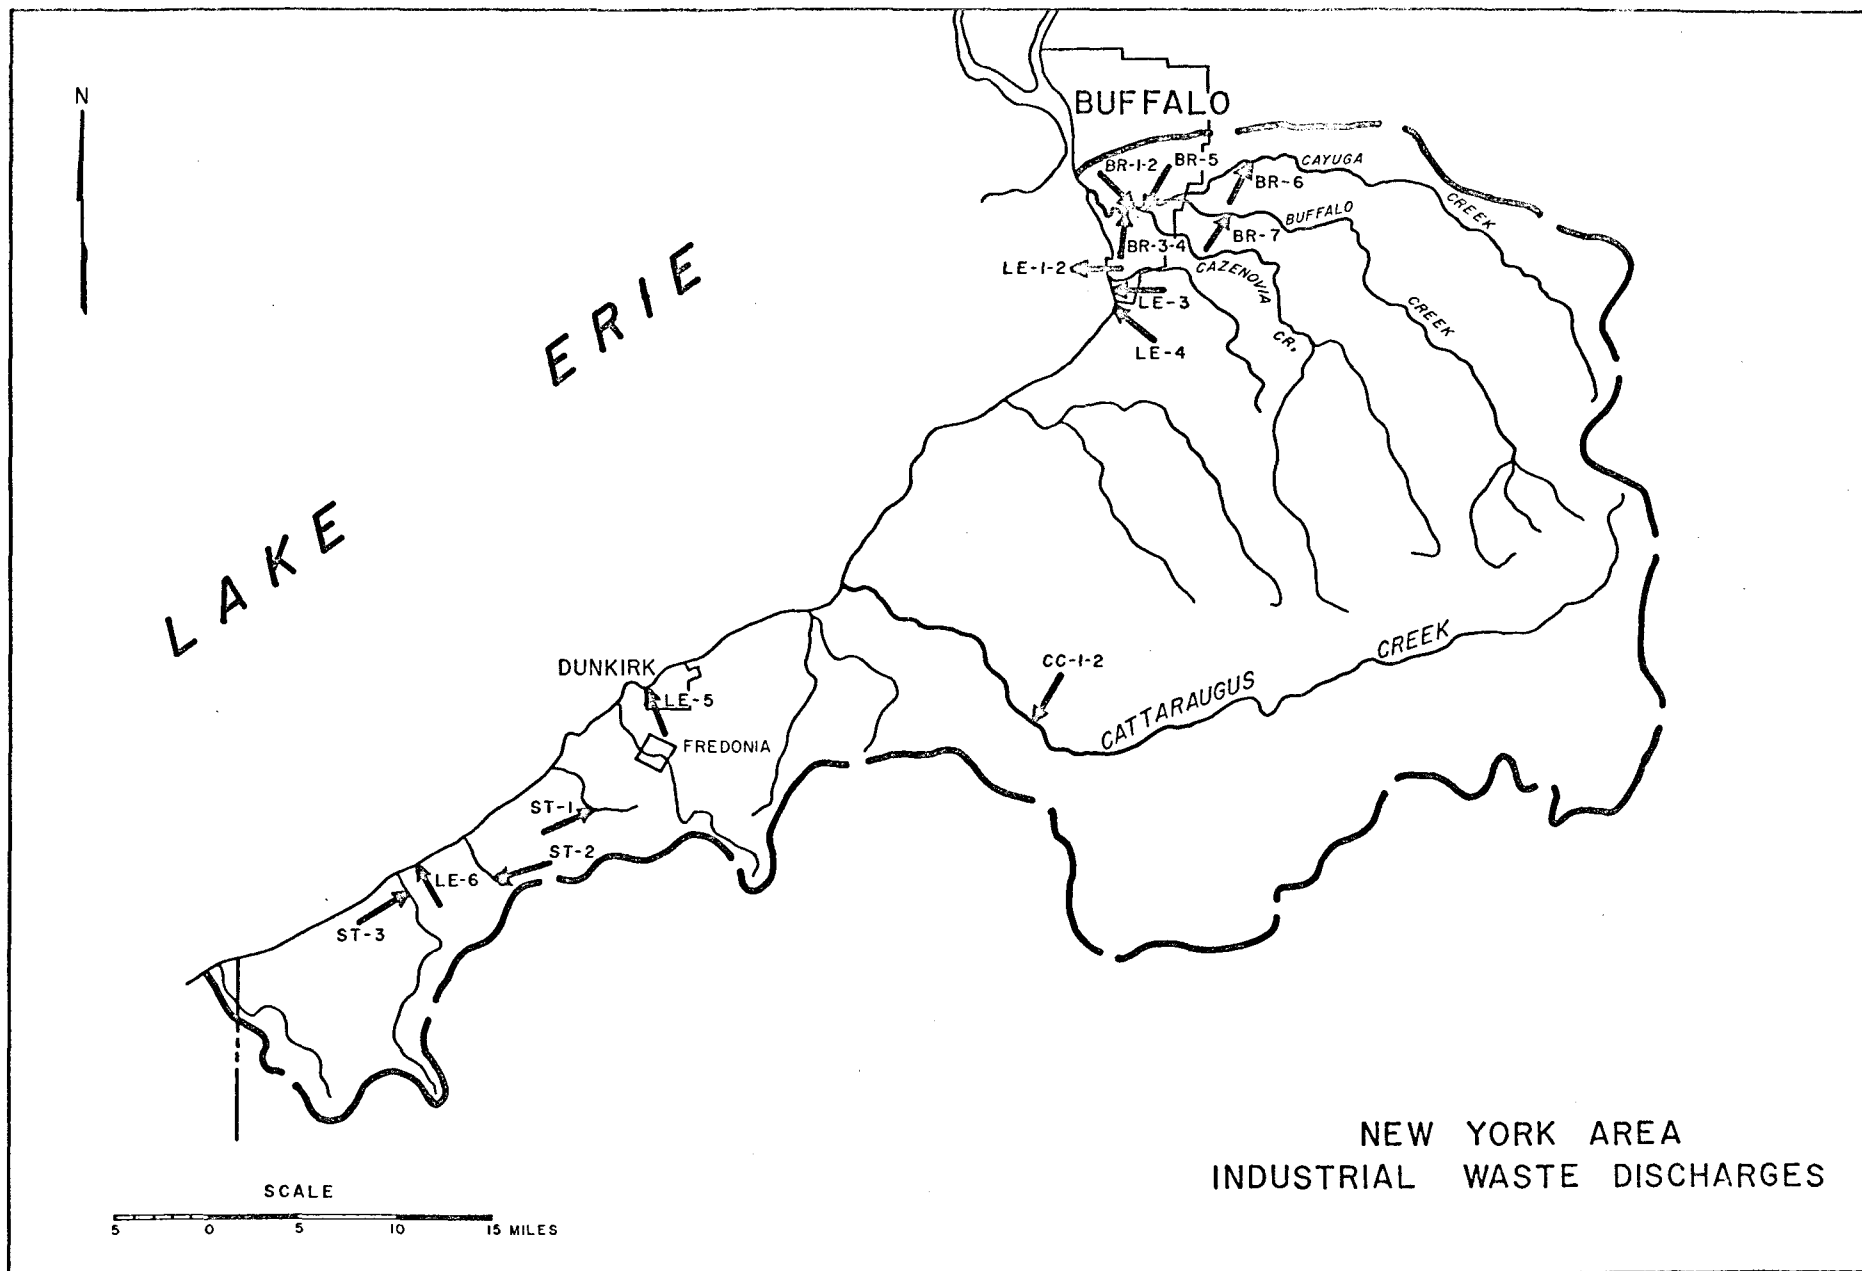 N
BUFFALO
BR-1-2
BR-5
CAYUGA
CREEK
BR-6
BUFFALO
CREEK
BR-7
BR-3-4
CAZENOVIA
CR.
LE-1-2
LE-3
LE-4
LAKE ERIE
DUNKIRK
LE-5
FREDONIA
CC-1-2
CATTARAUGUS CREEK
ST-1
ST-2
LE-6
ST-3
NEW YORK AREA
INDUSTRIAL WASTE DISCHARGES
SCALE
5 0 5 10 15 MILES